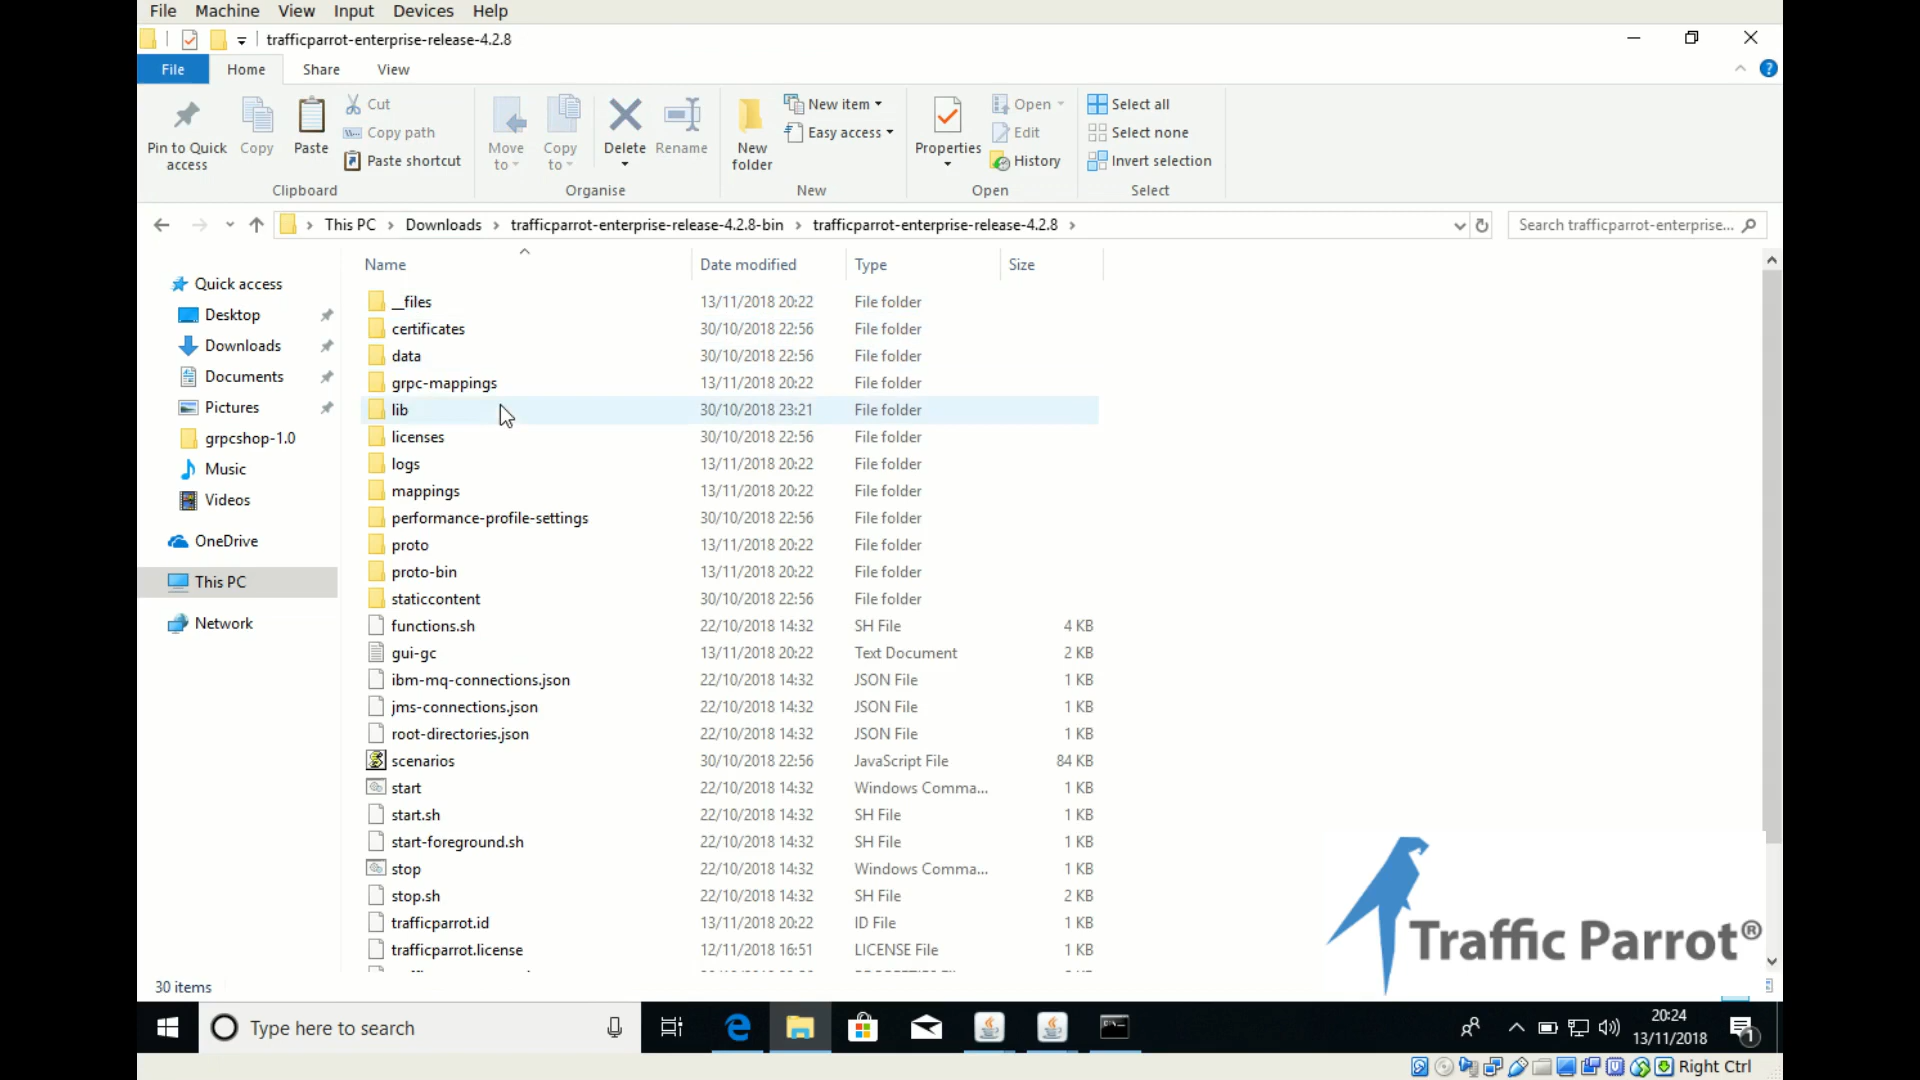 File Machine View Input Devices Help
trafficparrot-enterprise-release-4.2.8
File Home Share View
Pin to Quick access
Copy
Paste
Cut
Copy path
Paste shortcut
Clipboard
Move to
Copy to
Delete
Rename
Organise
New folder
New item
Easy access
New
Properties
Open
Edit
History
Open
Select all
Select none
Invert selection
Select
This PC Downloads trafficparrot-enterprise-release-4.2.8-bin trafficparrot-enterprise-release-4.2.8
Search trafficparrot-enterprise...
Quick access
Desktop
Downloads
Documents
Pictures
grpcshop-1.0
Music
Videos
OneDrive
This PC
Network
Name Date modified Type Size
__files 13/11/2018 20:22 File folder
certificates 30/10/2018 22:56 File folder
data 30/10/2018 22:56 File folder
grpc-mappings 13/11/2018 20:22 File folder
lib 30/10/2018 23:21 File folder
licenses 30/10/2018 22:56 File folder
logs 13/11/2018 20:22 File folder
mappings 13/11/2018 20:22 File folder
performance-profile-settings 30/10/2018 22:56 File folder
proto 13/11/2018 20:22 File folder
proto-bin 13/11/2018 20:22 File folder
staticcontent 30/10/2018 22:56 File folder
functions.sh 22/10/2018 14:32 SH File 4 KB
gui-gc 13/11/2018 20:22 Text Document 2 KB
ibm-mq-connections.json 22/10/2018 14:32 JSON File 1 KB
jms-connections.json 22/10/2018 14:32 JSON File 1 KB
root-directories.json 22/10/2018 14:32 JSON File 1 KB
scenarios 30/10/2018 22:56 JavaScript File 84 KB
start 22/10/2018 14:32 Windows Comma... 1 KB
start.sh 22/10/2018 14:32 SH File 1 KB
start-foreground.sh 22/10/2018 14:32 SH File 1 KB
stop 22/10/2018 14:32 Windows Comma... 1 KB
stop.sh 22/10/2018 14:32 SH File 2 KB
trafficparrot.id 13/11/2018 20:22 ID File 1 KB
trafficparrot.license 12/11/2018 16:51 LICENSE File 1 KB
Traffic Parrot®
30 items
Type here to search
20:24
13/11/2018
1
Right Ctrl